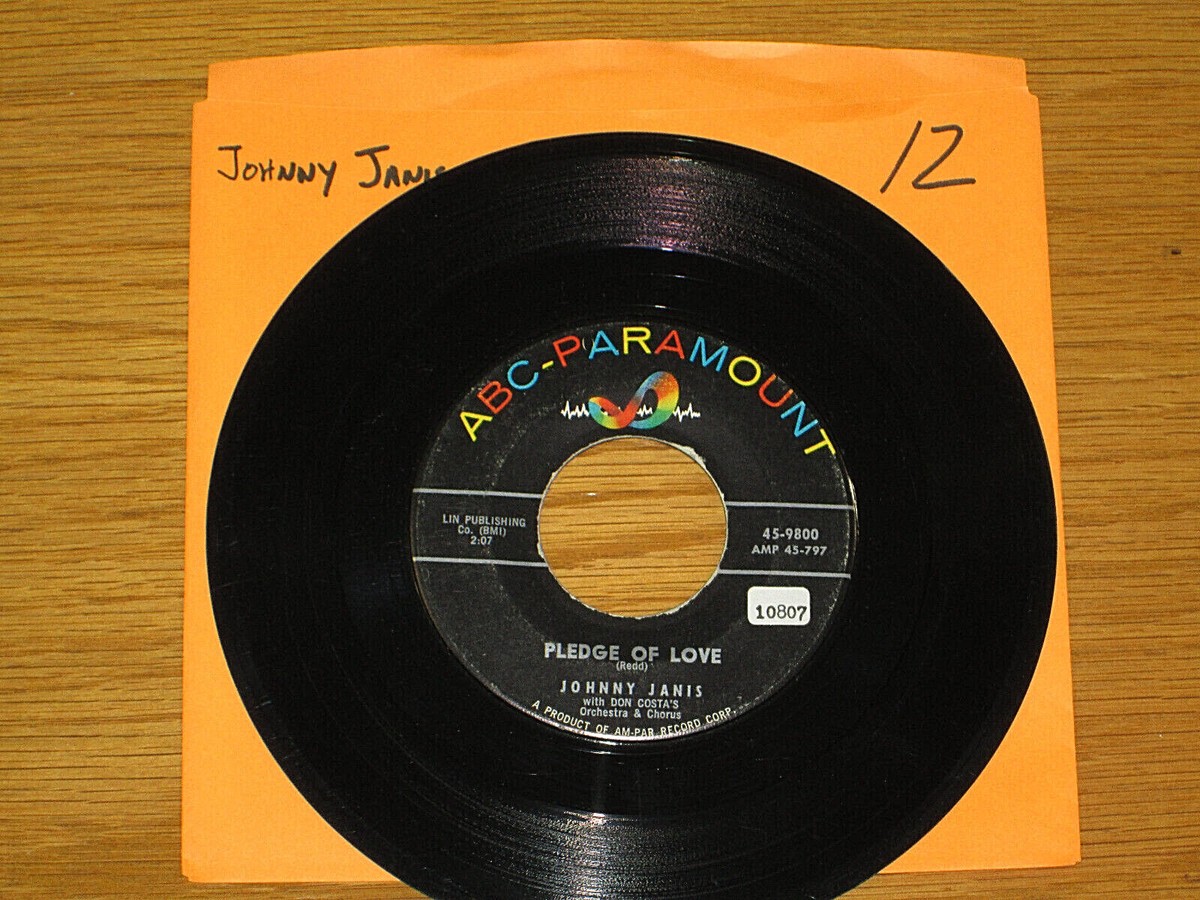 JOHNNY JANIS
12
ABC-PARAMOUNT
LIN PUBLISHING
Co. (BMI)
2:07
45-9800
AMP 45-797
10807
PLEDGE OF LOVE
(Redd)
JOHNNY JANIS
with DON COSTA'S
Orchestra & Chorus
A PRODUCT OF AM-PAR RECORD CORP.